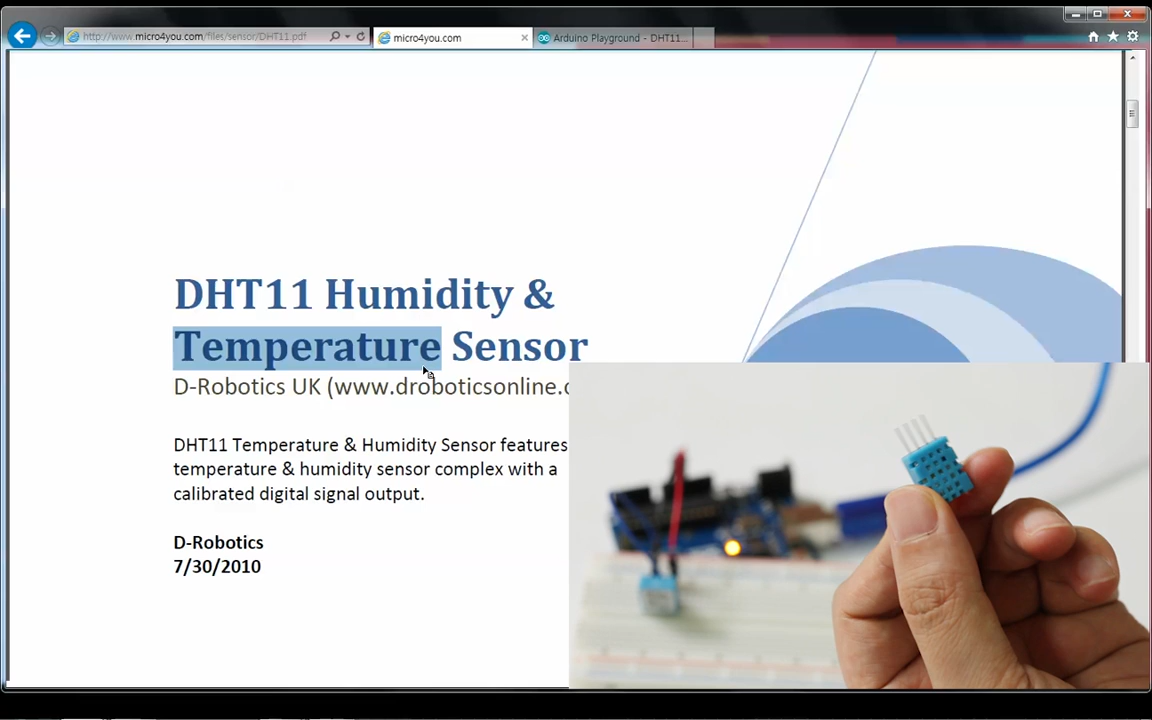 http://www.micro4you.com/files/sensor/DHT11.pdf
micro4you.com
Arduino Playground - DHT11...
DHT11 Humidity &
Temperature Sensor
D-Robotics UK (www.droboticsonline.c
DHT11 Temperature & Humidity Sensor features
temperature & humidity sensor complex with a
calibrated digital signal output.
D-Robotics
7/30/2010